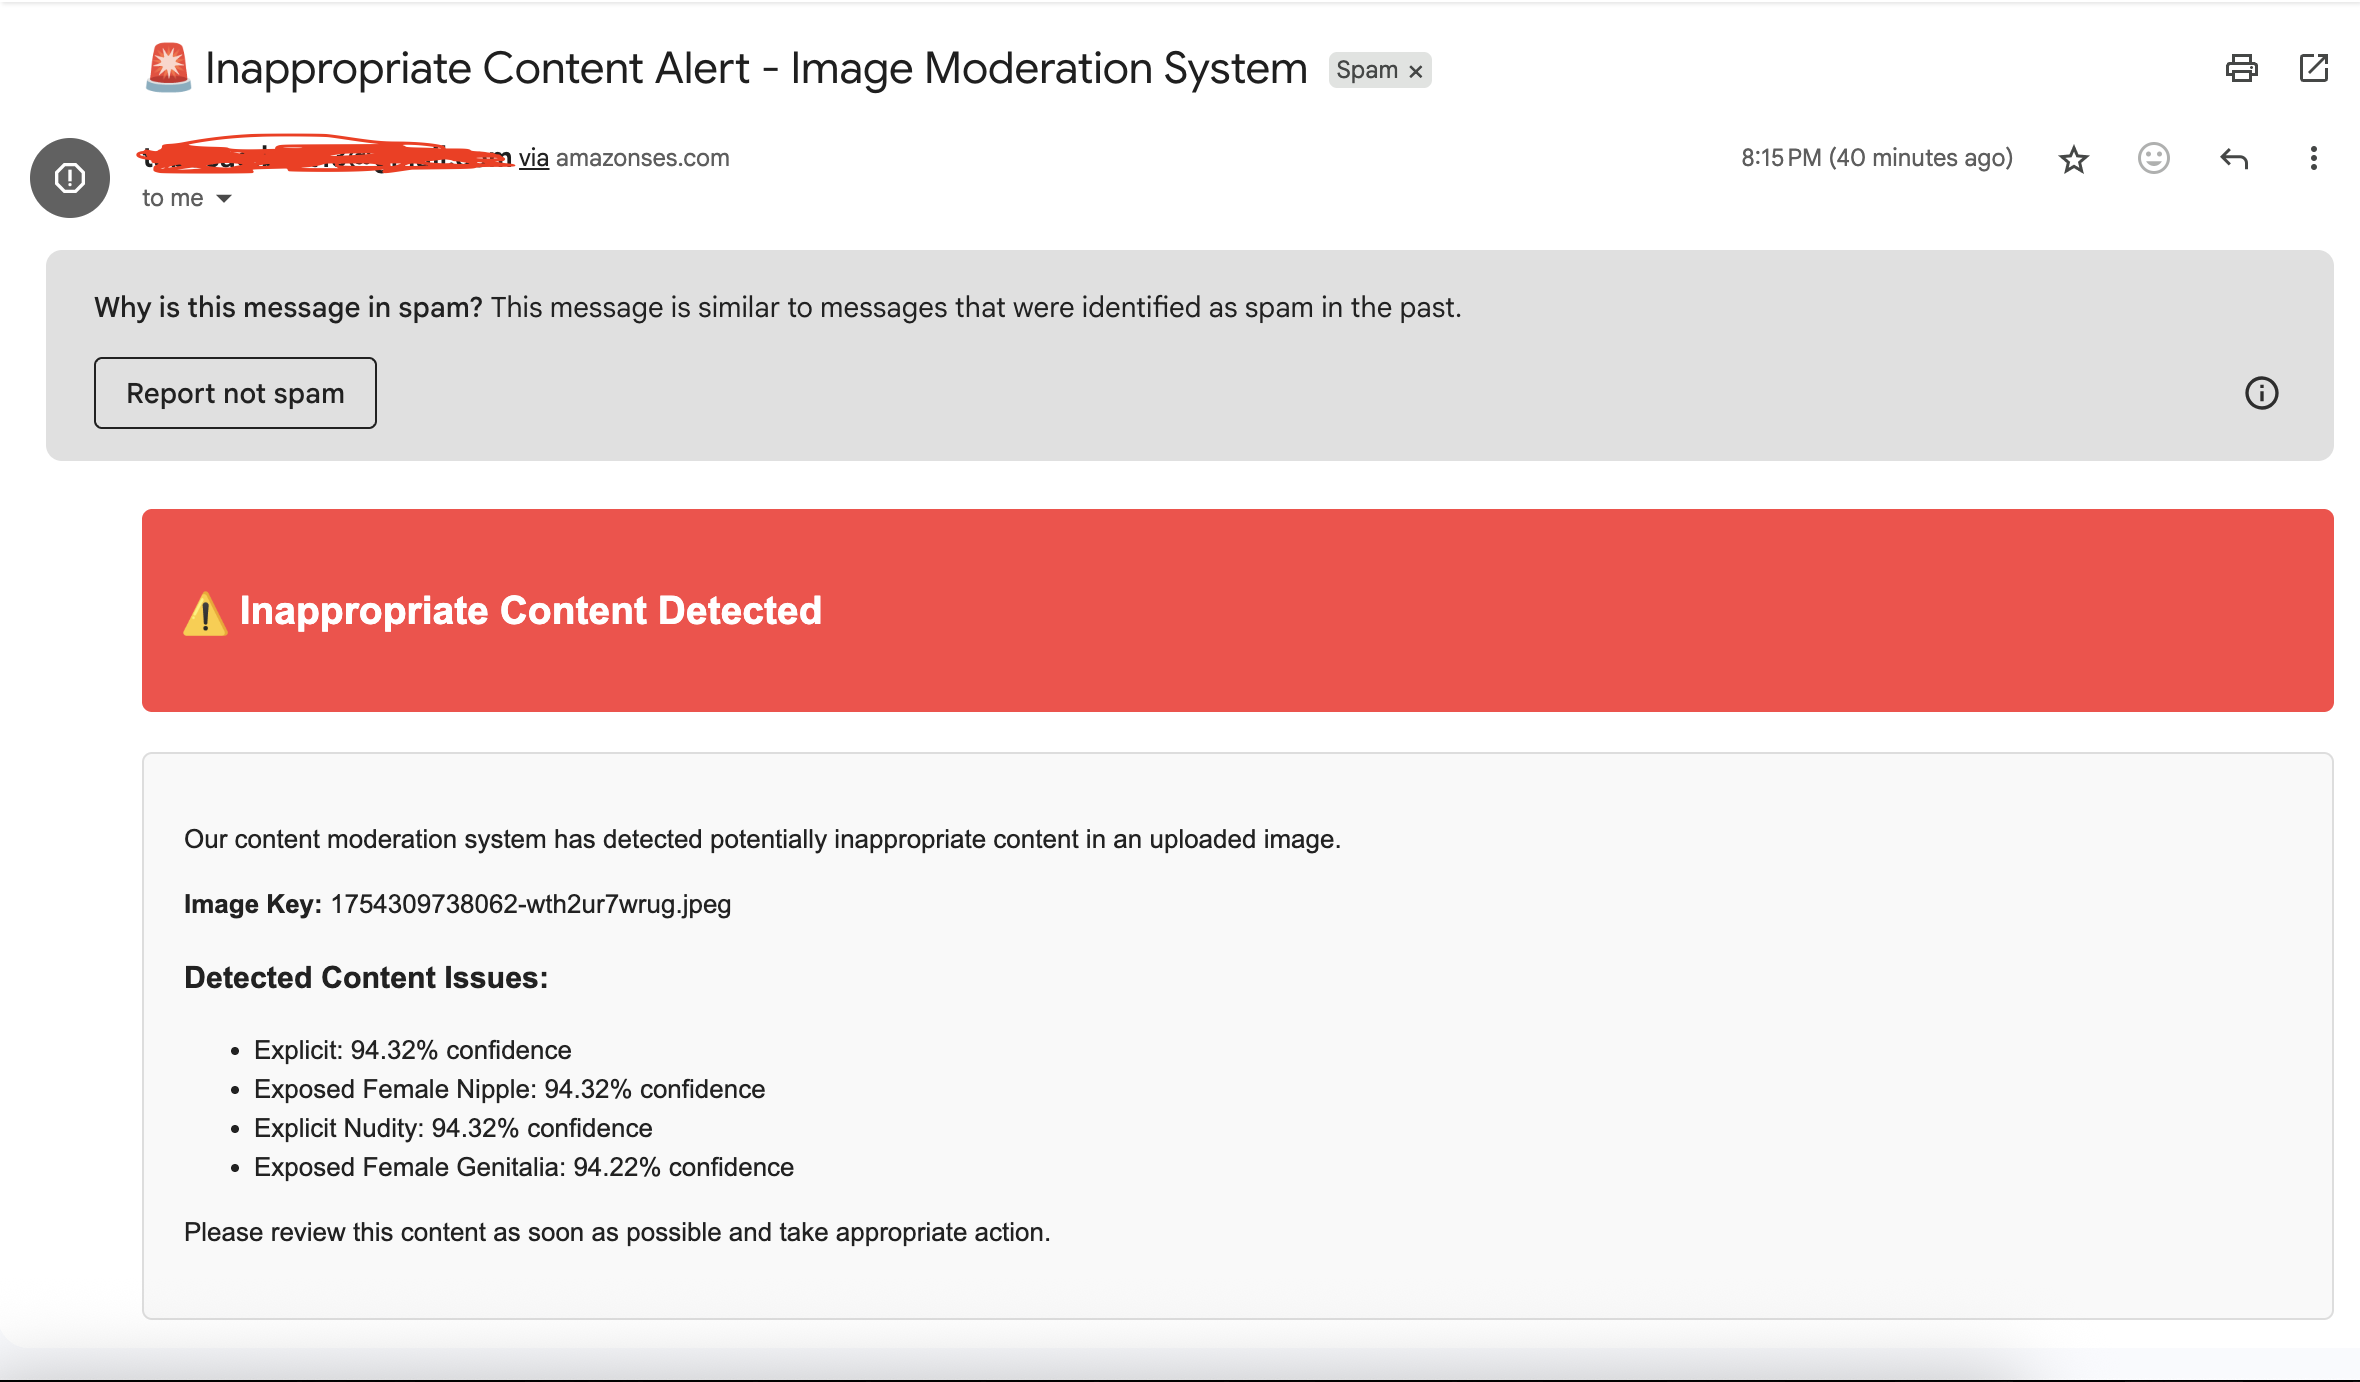 🚨 Inappropriate Content Alert - Image Moderation System Spam ×
via amazonses.com 8:15 PM (40 minutes ago)
to me
Why is this message in spam? This message is similar to messages that were identified as spam in the past.
Report not spam
⚠️ Inappropriate Content Detected
Our content moderation system has detected potentially inappropriate content in an uploaded image.
Image Key: 1754309738062-wth2ur7wrug.jpeg
Detected Content Issues:
• Explicit: 94.32% confidence
• Exposed Female Nipple: 94.32% confidence
• Explicit Nudity: 94.32% confidence
• Exposed Female Genitalia: 94.22% confidence
Please review this content as soon as possible and take appropriate action.